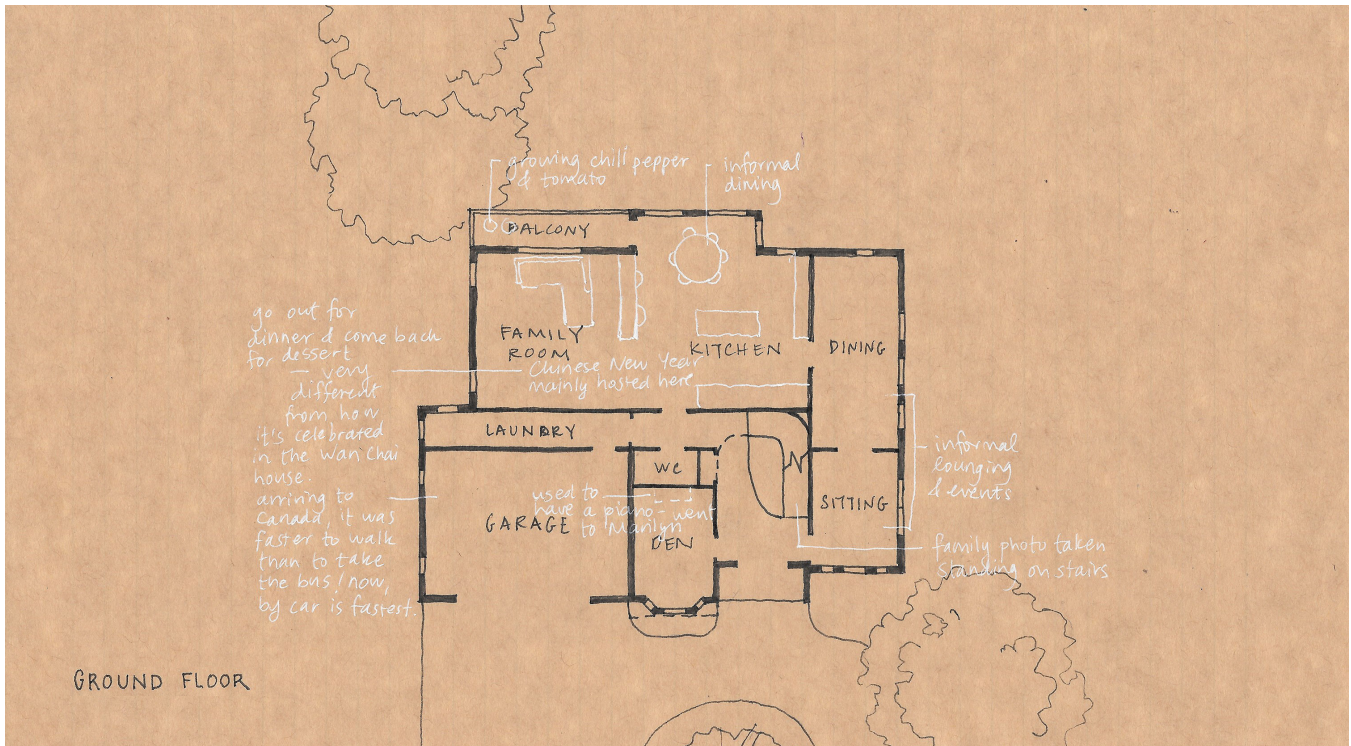 growing chili pepper
& tomato
informal
dining
BALCONY
go out for
dinner & come back
for dessert
— very
different
from how
it's celebrated
in the Wan Chai
house.
FAMILY
ROOM
KITCHEN
DINING
Chinese New Year
mainly hosted here
LAUNDRY
WC
informal
lounging
& events
arriving to
Canada, it was
faster to walk
than to take
the bus! now,
by car is fastest.
used to
have a piano - went
to Marilyn
GARAGE
DEN
SITTING
family photo taken
standing on stairs
GROUND FLOOR